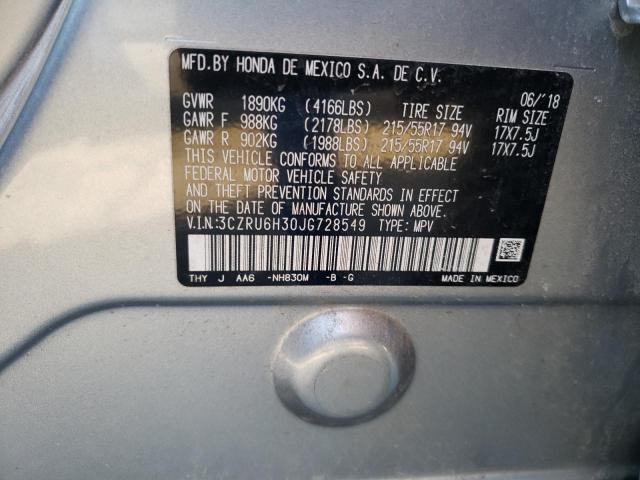 MFD. BY HONDA DE MEXICO S.A. DE C.V.
06/'18
GVWR 1890KG (4166LBS) TIRE SIZE RIM SIZE
GAWR F 988KG (2178LBS) 215/55R17 94V 17X7.5J
GAWR R 902KG (1988LBS) 215/55R17 94V 17X7.5J
THIS VEHICLE CONFORMS TO ALL APPLICABLE
FEDERAL MOTOR VEHICLE SAFETY
AND THEFT PREVENTION STANDARDS IN EFFECT
ON THE DATE OF MANUFACTURE SHOWN ABOVE.
V.I.N.:3CZRU6H30JG728549 TYPE: MPV
THY J AA6 -NH830M -B -G MADE IN MEXICO